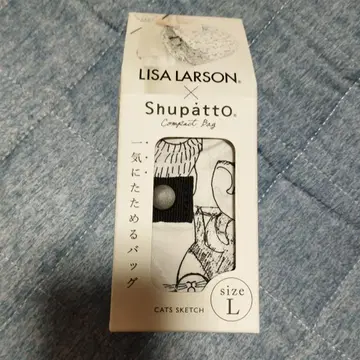 LISA LARSON®
×
Shupatto®
Compact Bag
一気にたためるバッグ
size
L
CATS SKETCH